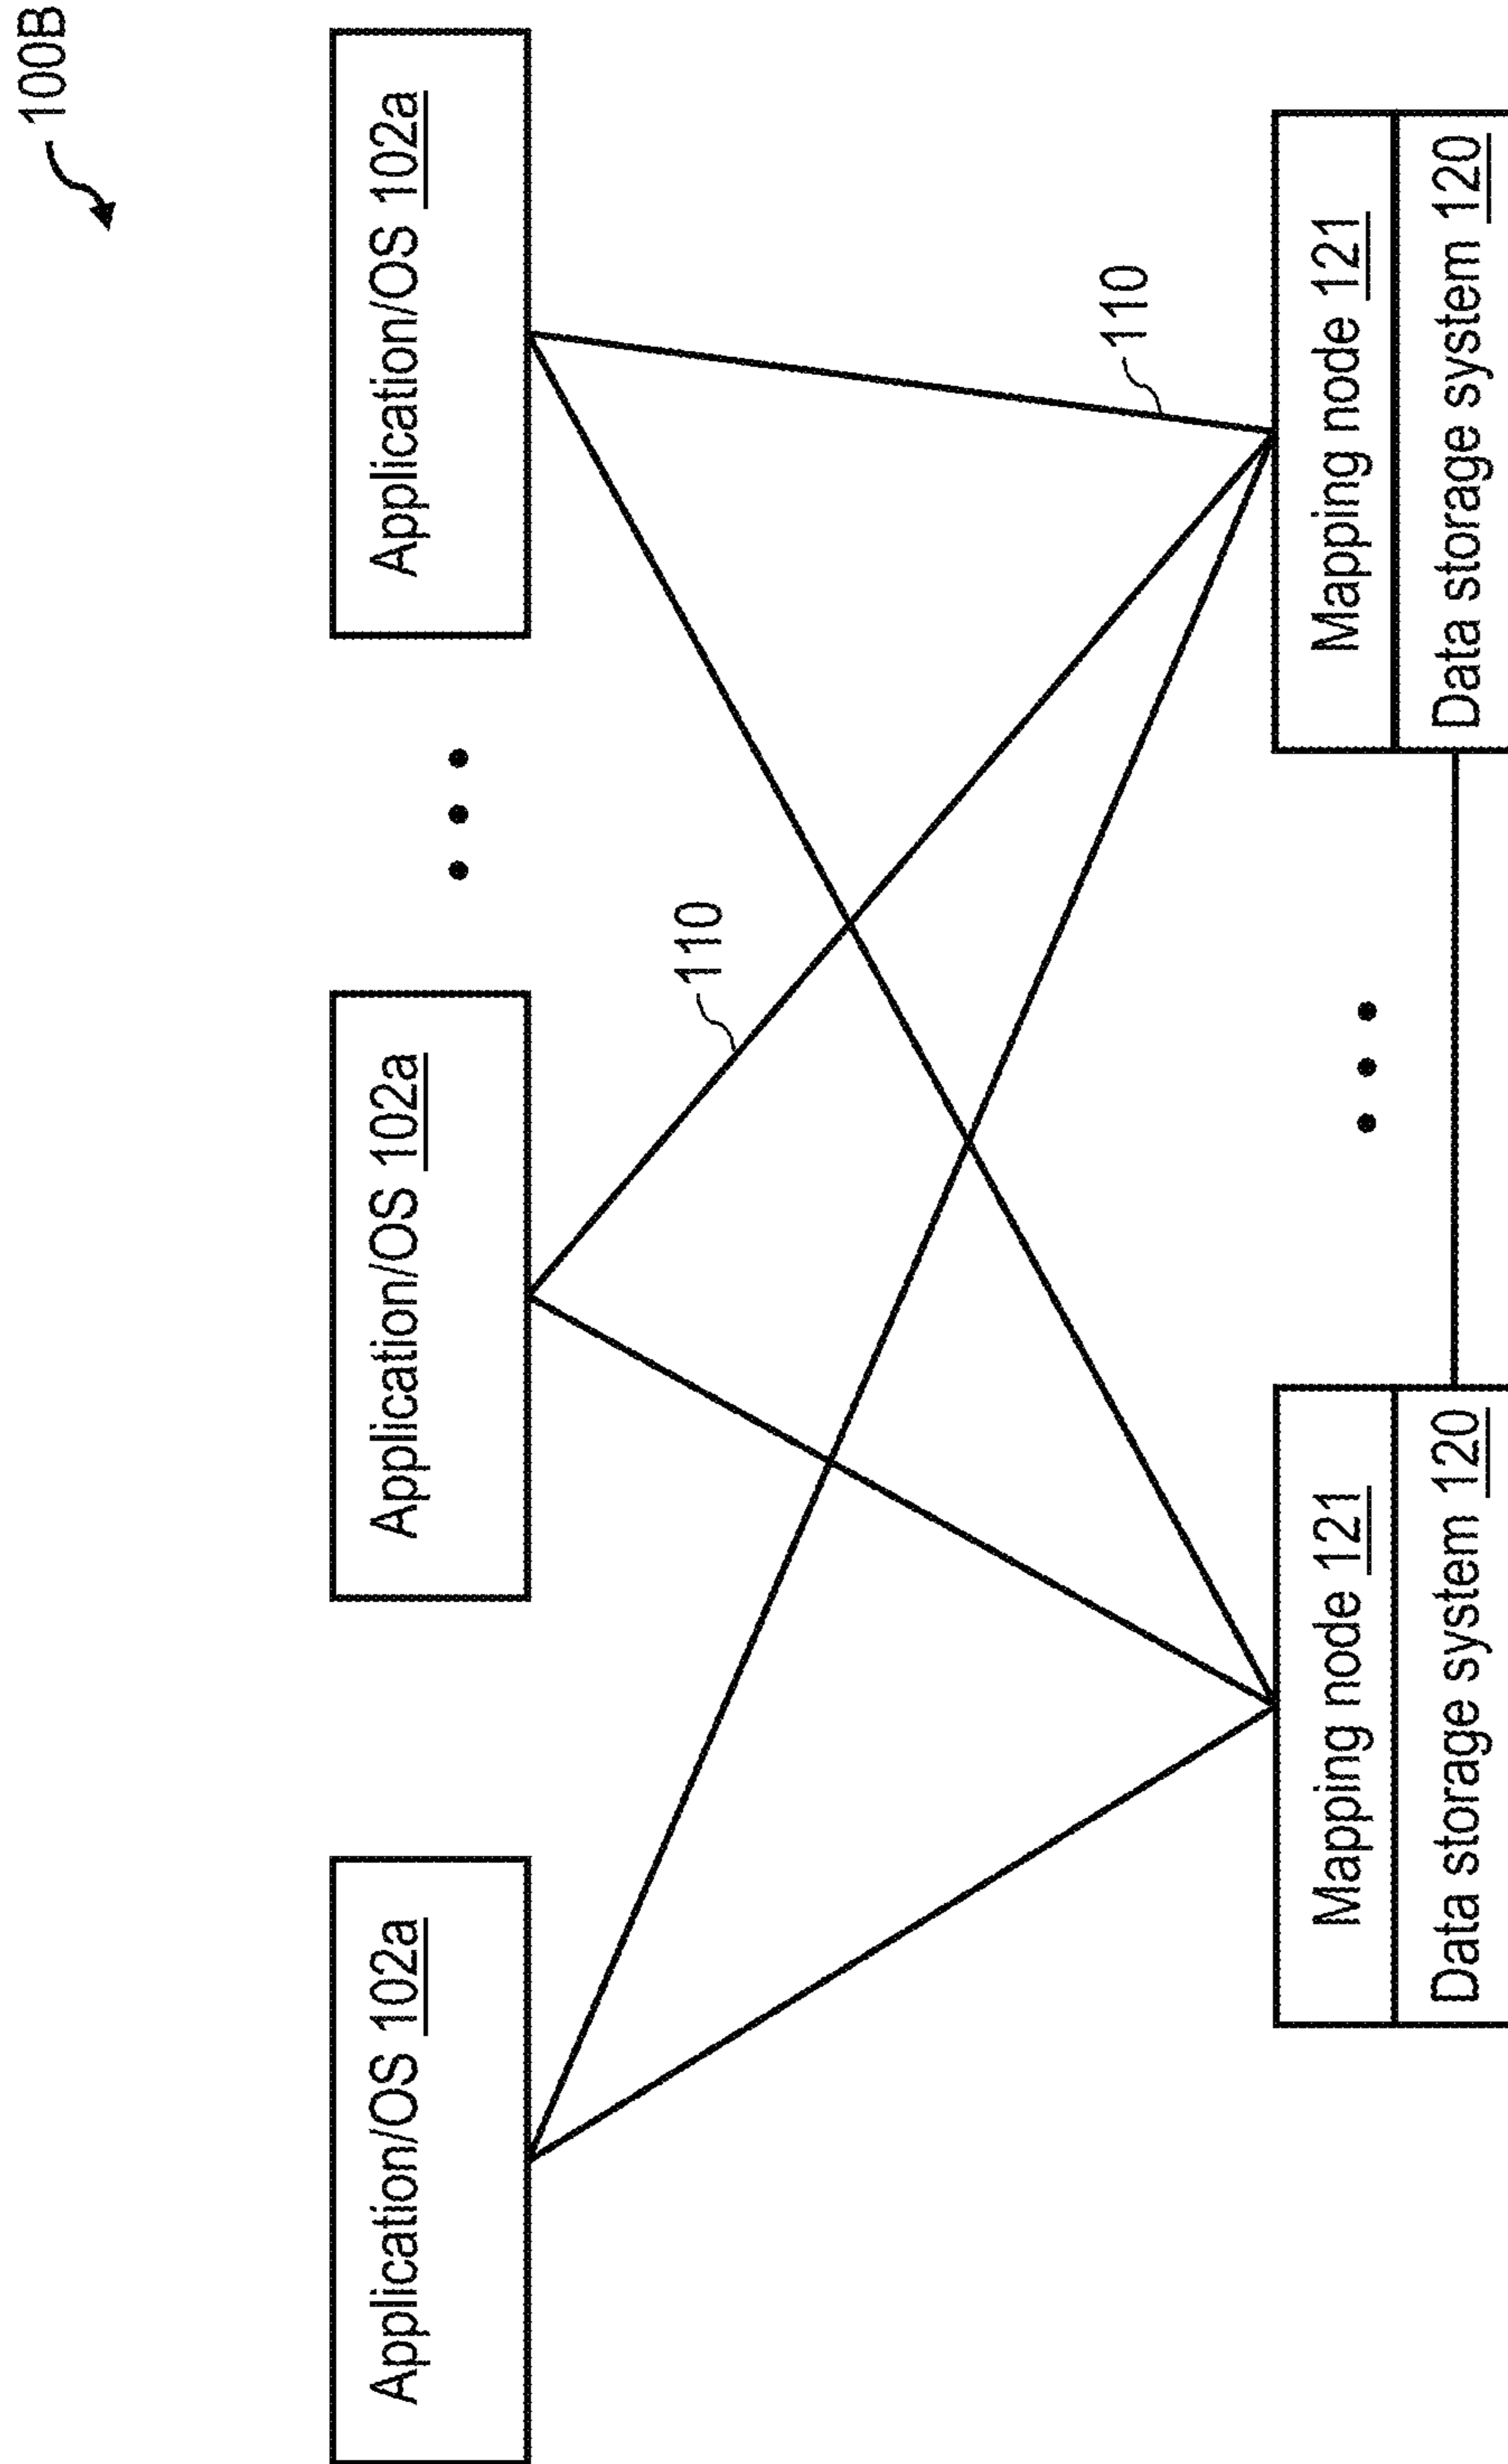 100B
Application/OS 102a
Application/OS 102a
Application/OS 102a
110
110
Mapping node 121
Data storage system 120
Mapping node 121
Data storage system 120